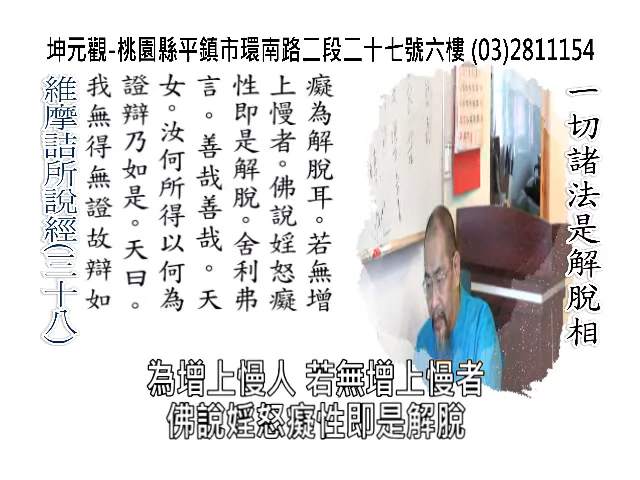 坤元觀-桃園縣平鎮市環南路二段二十七號六樓 (03)2811154
一切諸法是解脫相
癡為解脫耳。若無增
上慢者。佛說婬怒癡
性即是解脫。舍利弗
言。善哉善哉。天
女。汝何所得以何為
證辯乃如是。天曰。
我無得無證故辯如
維摩詰所說經(三十八)
為增上慢人 若無增上慢者
佛說婬怒癡性即是解脫